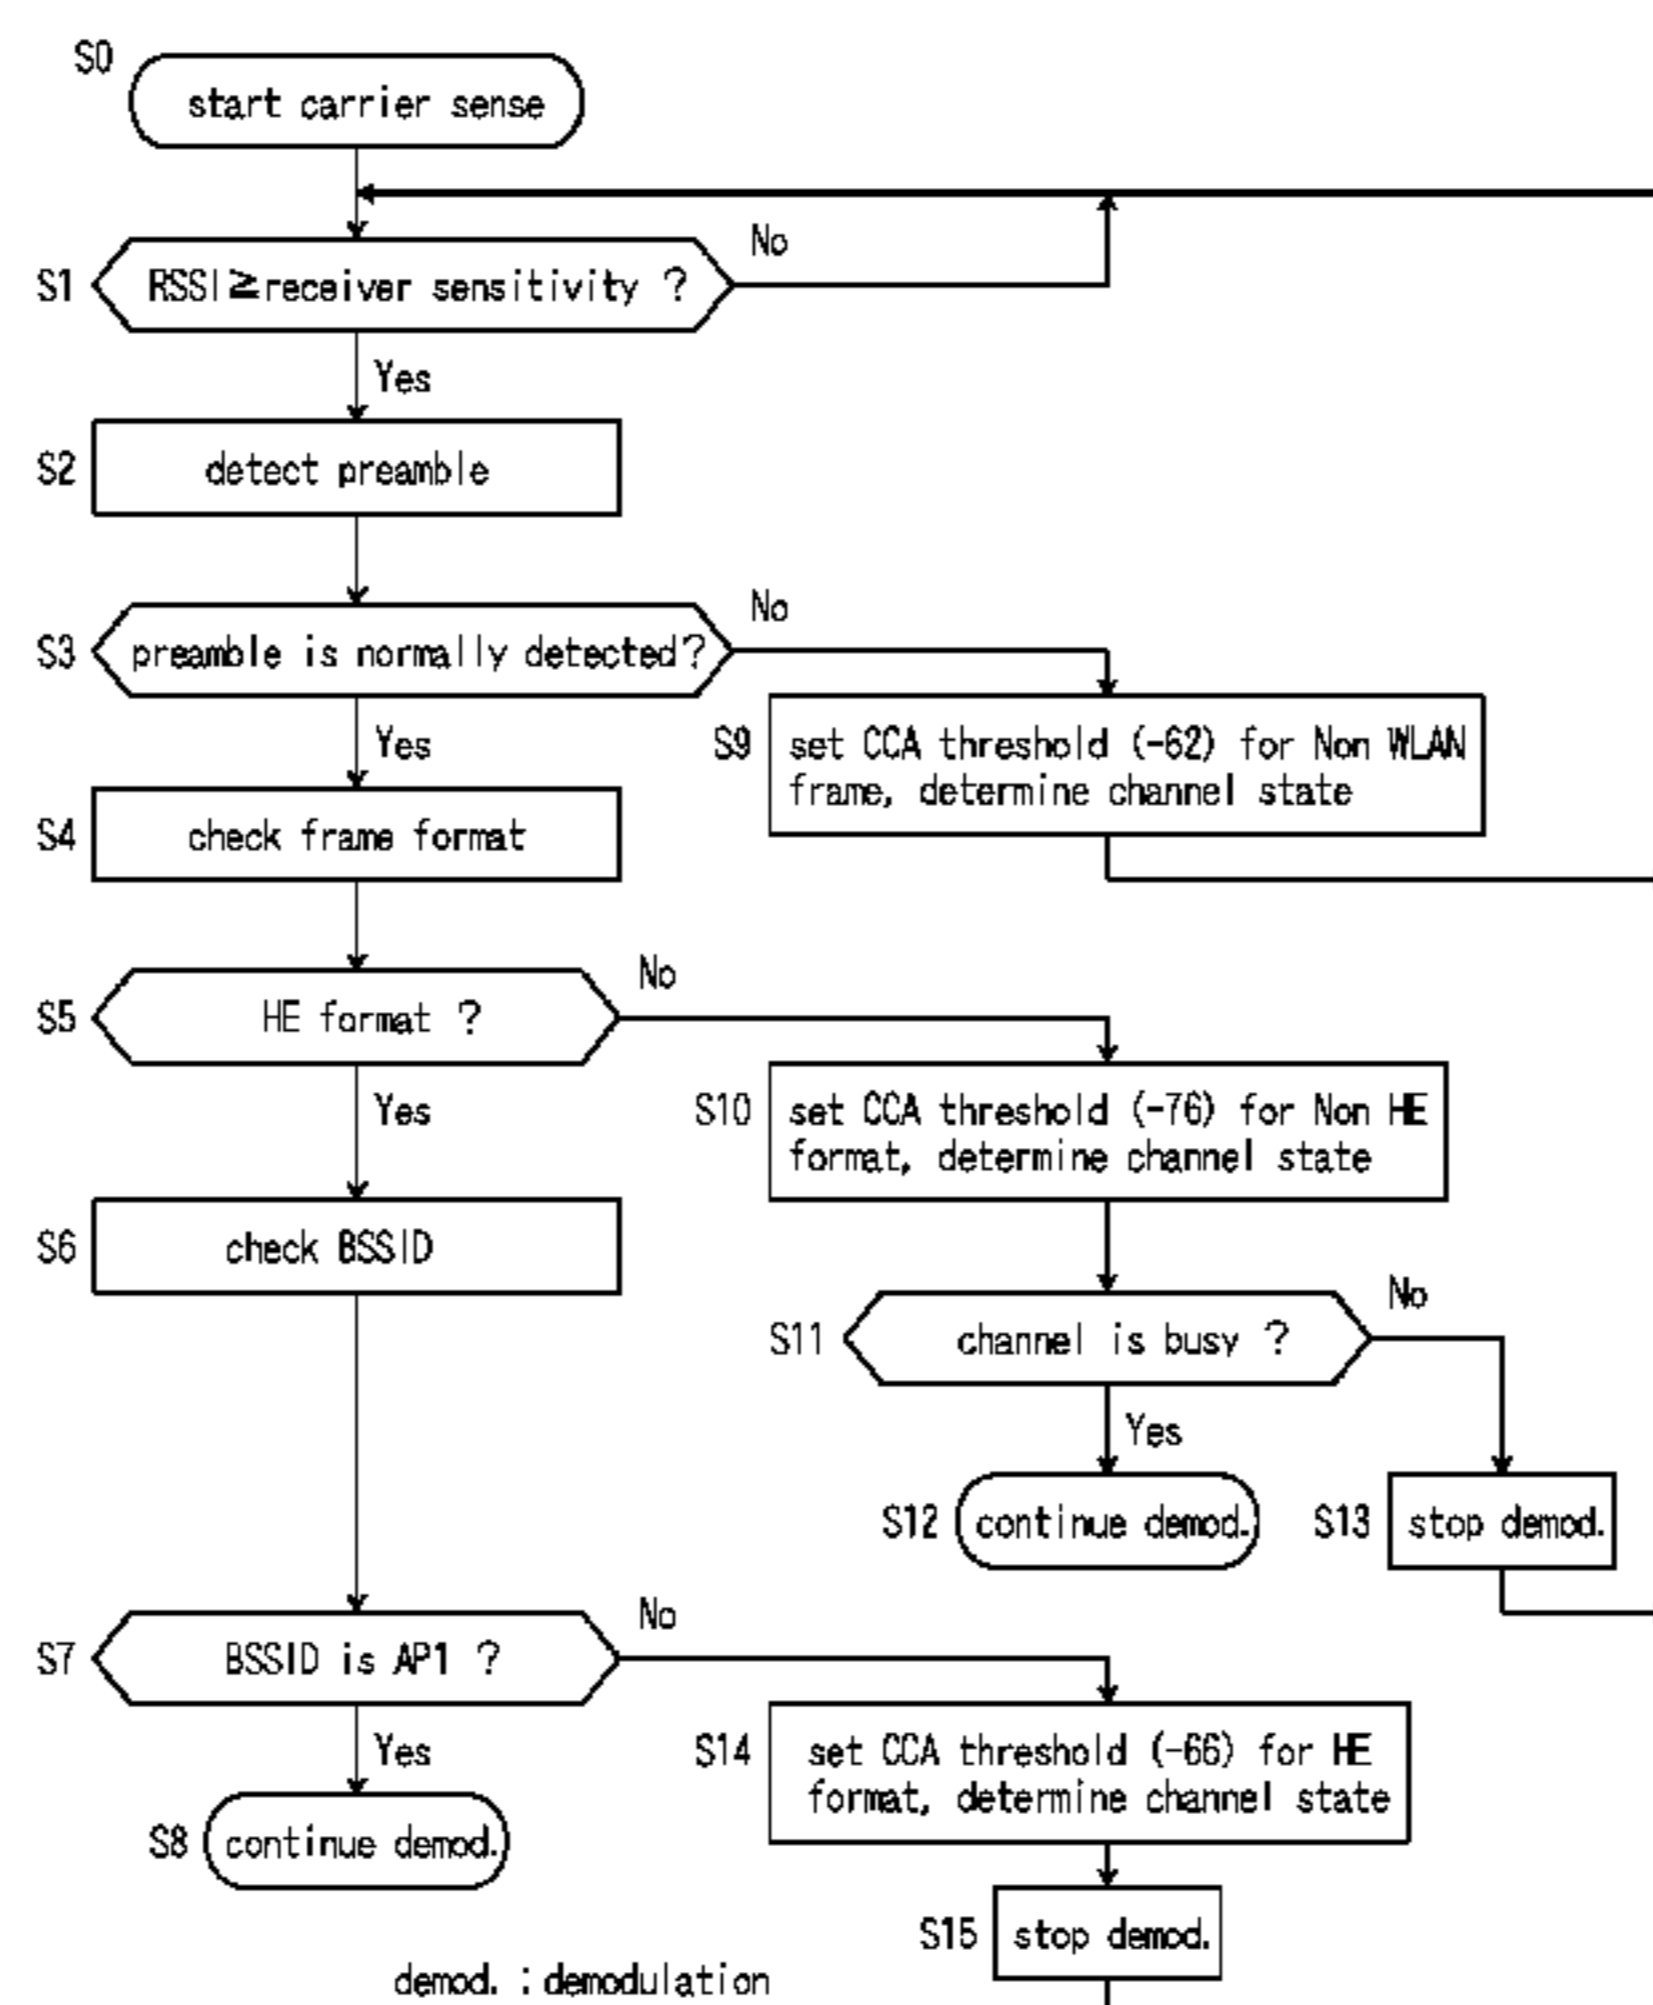 S0
start carrier sense
S1
RSSI≧receiver sensitivity ?
No
Yes
S2
detect preamble
S3
preamble is normally detected?
No
Yes
S9
set CCA threshold (-62) for Non WLAN
frame, determine channel state
S4
check frame format
S5
HE format ?
No
Yes
S10
set CCA threshold (-76) for Non HE
format, determine channel state
S6
check BSSID
S11
channel is busy ?
No
Yes
S12
continue demod.
S13
stop demod.
S7
BSSID is AP1 ?
No
Yes
S14
set CCA threshold (-66) for HE
format, determine channel state
S8
continue demod.
S15
stop demod.
demod. : demodulation